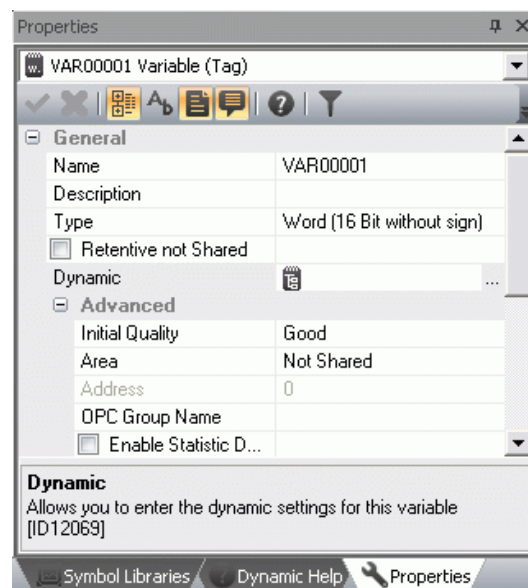 Properties
VAR00001 Variable (Tag)
General
Name VAR00001
Description
Type Word (16 Bit without sign)
Retentive not Shared
Dynamic ...
Advanced
Initial Quality Good
Area Not Shared
Address 0
OPC Group Name
Enable Statistic D...
Dynamic
Allows you to enter the dynamic settings for this variable
[ID12069]
Symbol Libraries Dynamic Help Properties